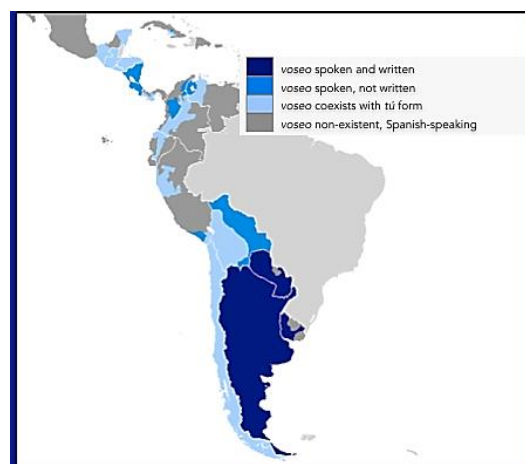 voseo spoken and written
voseo spoken, not written
voseo coexists with tú form
voseo non-existent, Spanish-speaking